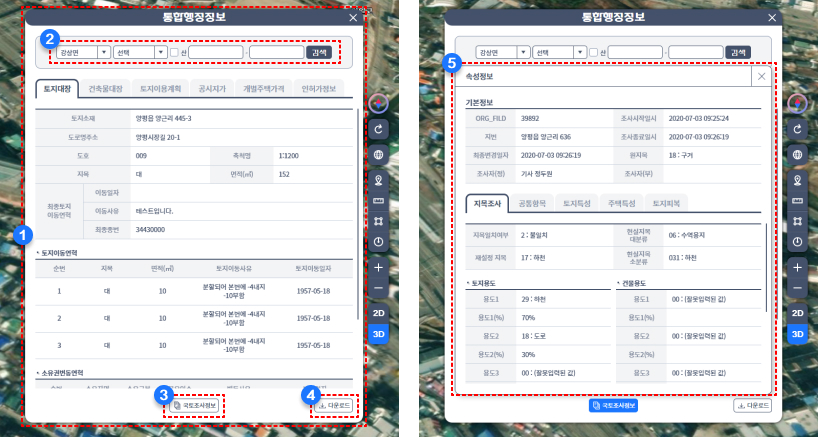 통합행정정보
2
강상면
선택
산
-
검색
토지대장 건축물대장 토지이용계획 공시지가 개별주택가격 인허가정보
토지소재 양평읍 양근리 445-3
도로명주소 양평시장길 20-1
도호 009 축척명 1:1200
지목 대 면적(㎡) 152
최종토지
이동연혁
이동일자
이동사유 테스트입니다.
최종종번 34430000
1
토지이동연혁
순번 지목 면적(㎡) 토지이동사유 토지이동일자
1 대 10 분할되어 본번에 -4내지
-10부함 1957-05-18
2 대 10 분할되어 본번에 -4내지
-10부함 1957-05-18
3 대 10 분할되어 본번에 -4내지
-10부함 1957-05-18
소유권변동연혁
3
국토조사정보
4
다운로드
2D
3D
통합행정정보
강상면
선택
산
-
검색
5
속성정보
기본정보
ORG_FILD 39892 조사시작일시 2020-07-03 09:25:24
지번 양평읍 양근리 636 조사종료일시 2020-07-03 09:26:19
최종변경일자 2020-07-03 09:26:19 원지목 18 : 구거
조사자(정) 기사 정두원 조사자(부)
지목조사 공통항목 토지특성 주택특성 토지피복
지목일치여부 2 : 불일치 현실지목
대분류 06 : 수역용지
재설정 지목 17 : 하천 현실지목
소분류 031 : 하천
토지용도
건물용도
용도1 29 : 하천 용도1 00 : (잘못입력된 값)
용도1(%) 70% 용도1(%)
용도2 18 : 도로 용도2 00 : (잘못입력된 값)
용도2(%) 30% 용도2(%)
용도3 00 : (잘못입력된 값) 용도3 00 : (잘못입력된 값)
국토조사정보
다운로드
2D
3D